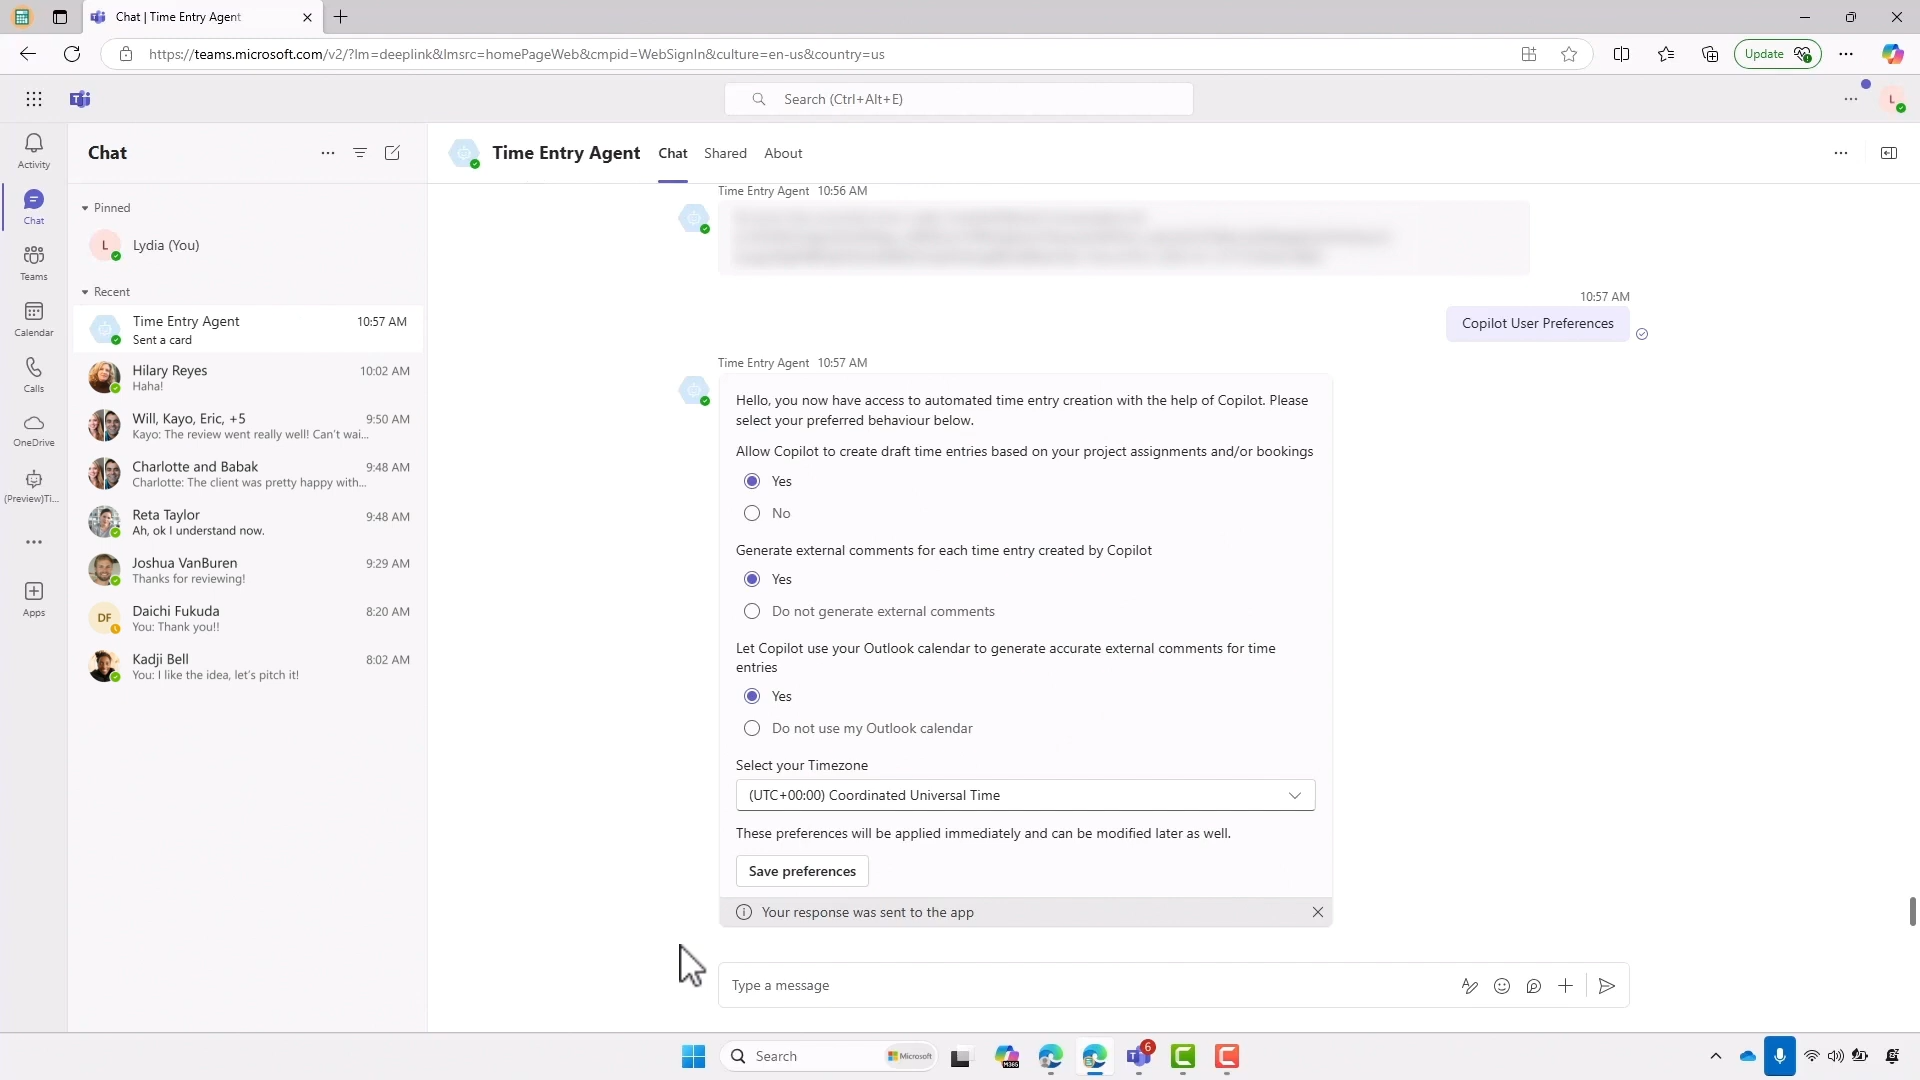 Chat | Time Entry Agent
https://teams.microsoft.com/v2/?lm=deeplink&lmsrc=homePageWeb&cmpid=WebSignIn&culture=en-us&country=us
Update
Search (Ctrl+Alt+E)
L
Activity
Chat
Teams
Calendar
Calls
OneDrive
(Preview)Ti...
Apps
Chat
Pinned
L
Lydia (You)
Recent
Time Entry Agent 10:57 AM
Sent a card
Hilary Reyes 10:02 AM
Haha!
Will, Kayo, Eric, +5 9:50 AM
Kayo: The review went really well! Can't wai...
Charlotte and Babak 9:48 AM
Charlotte: The client was pretty happy with...
Reta Taylor 9:48 AM
Ah, ok I understand now.
Joshua VanBuren 9:29 AM
Thanks for reviewing!
DF
Daichi Fukuda 8:20 AM
You: Thank you!!
Kadji Bell 8:02 AM
You: I like the idea, let's pitch it!
Time Entry Agent Chat Shared About
Time Entry Agent 10:56 AM
10:57 AM
Copilot User Preferences
Time Entry Agent 10:57 AM
Hello, you now have access to automated time entry creation with the help of Copilot. Please
select your preferred behaviour below.
Allow Copilot to create draft time entries based on your project assignments and/or bookings
Yes
No
Generate external comments for each time entry created by Copilot
Yes
Do not generate external comments
Let Copilot use your Outlook calendar to generate accurate external comments for time
entries
Yes
Do not use my Outlook calendar
Select your Timezone
(UTC+00:00) Coordinated Universal Time
These preferences will be applied immediately and can be modified later as well.
Save preferences
Your response was sent to the app
Type a message
Search
Microsoft
M365
6